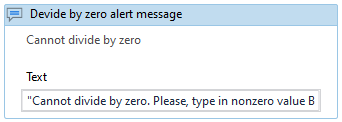 Devide by zero alert message
Cannot divide by zero
Text
"Cannot divide by zero. Please, type in nonzero value B